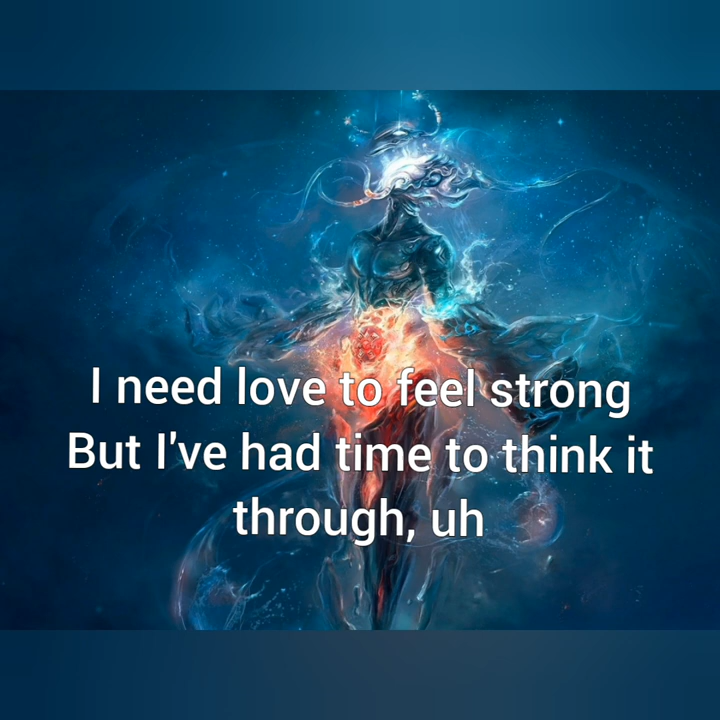 I need love to feel strong
But I've had time to think it
through, uh